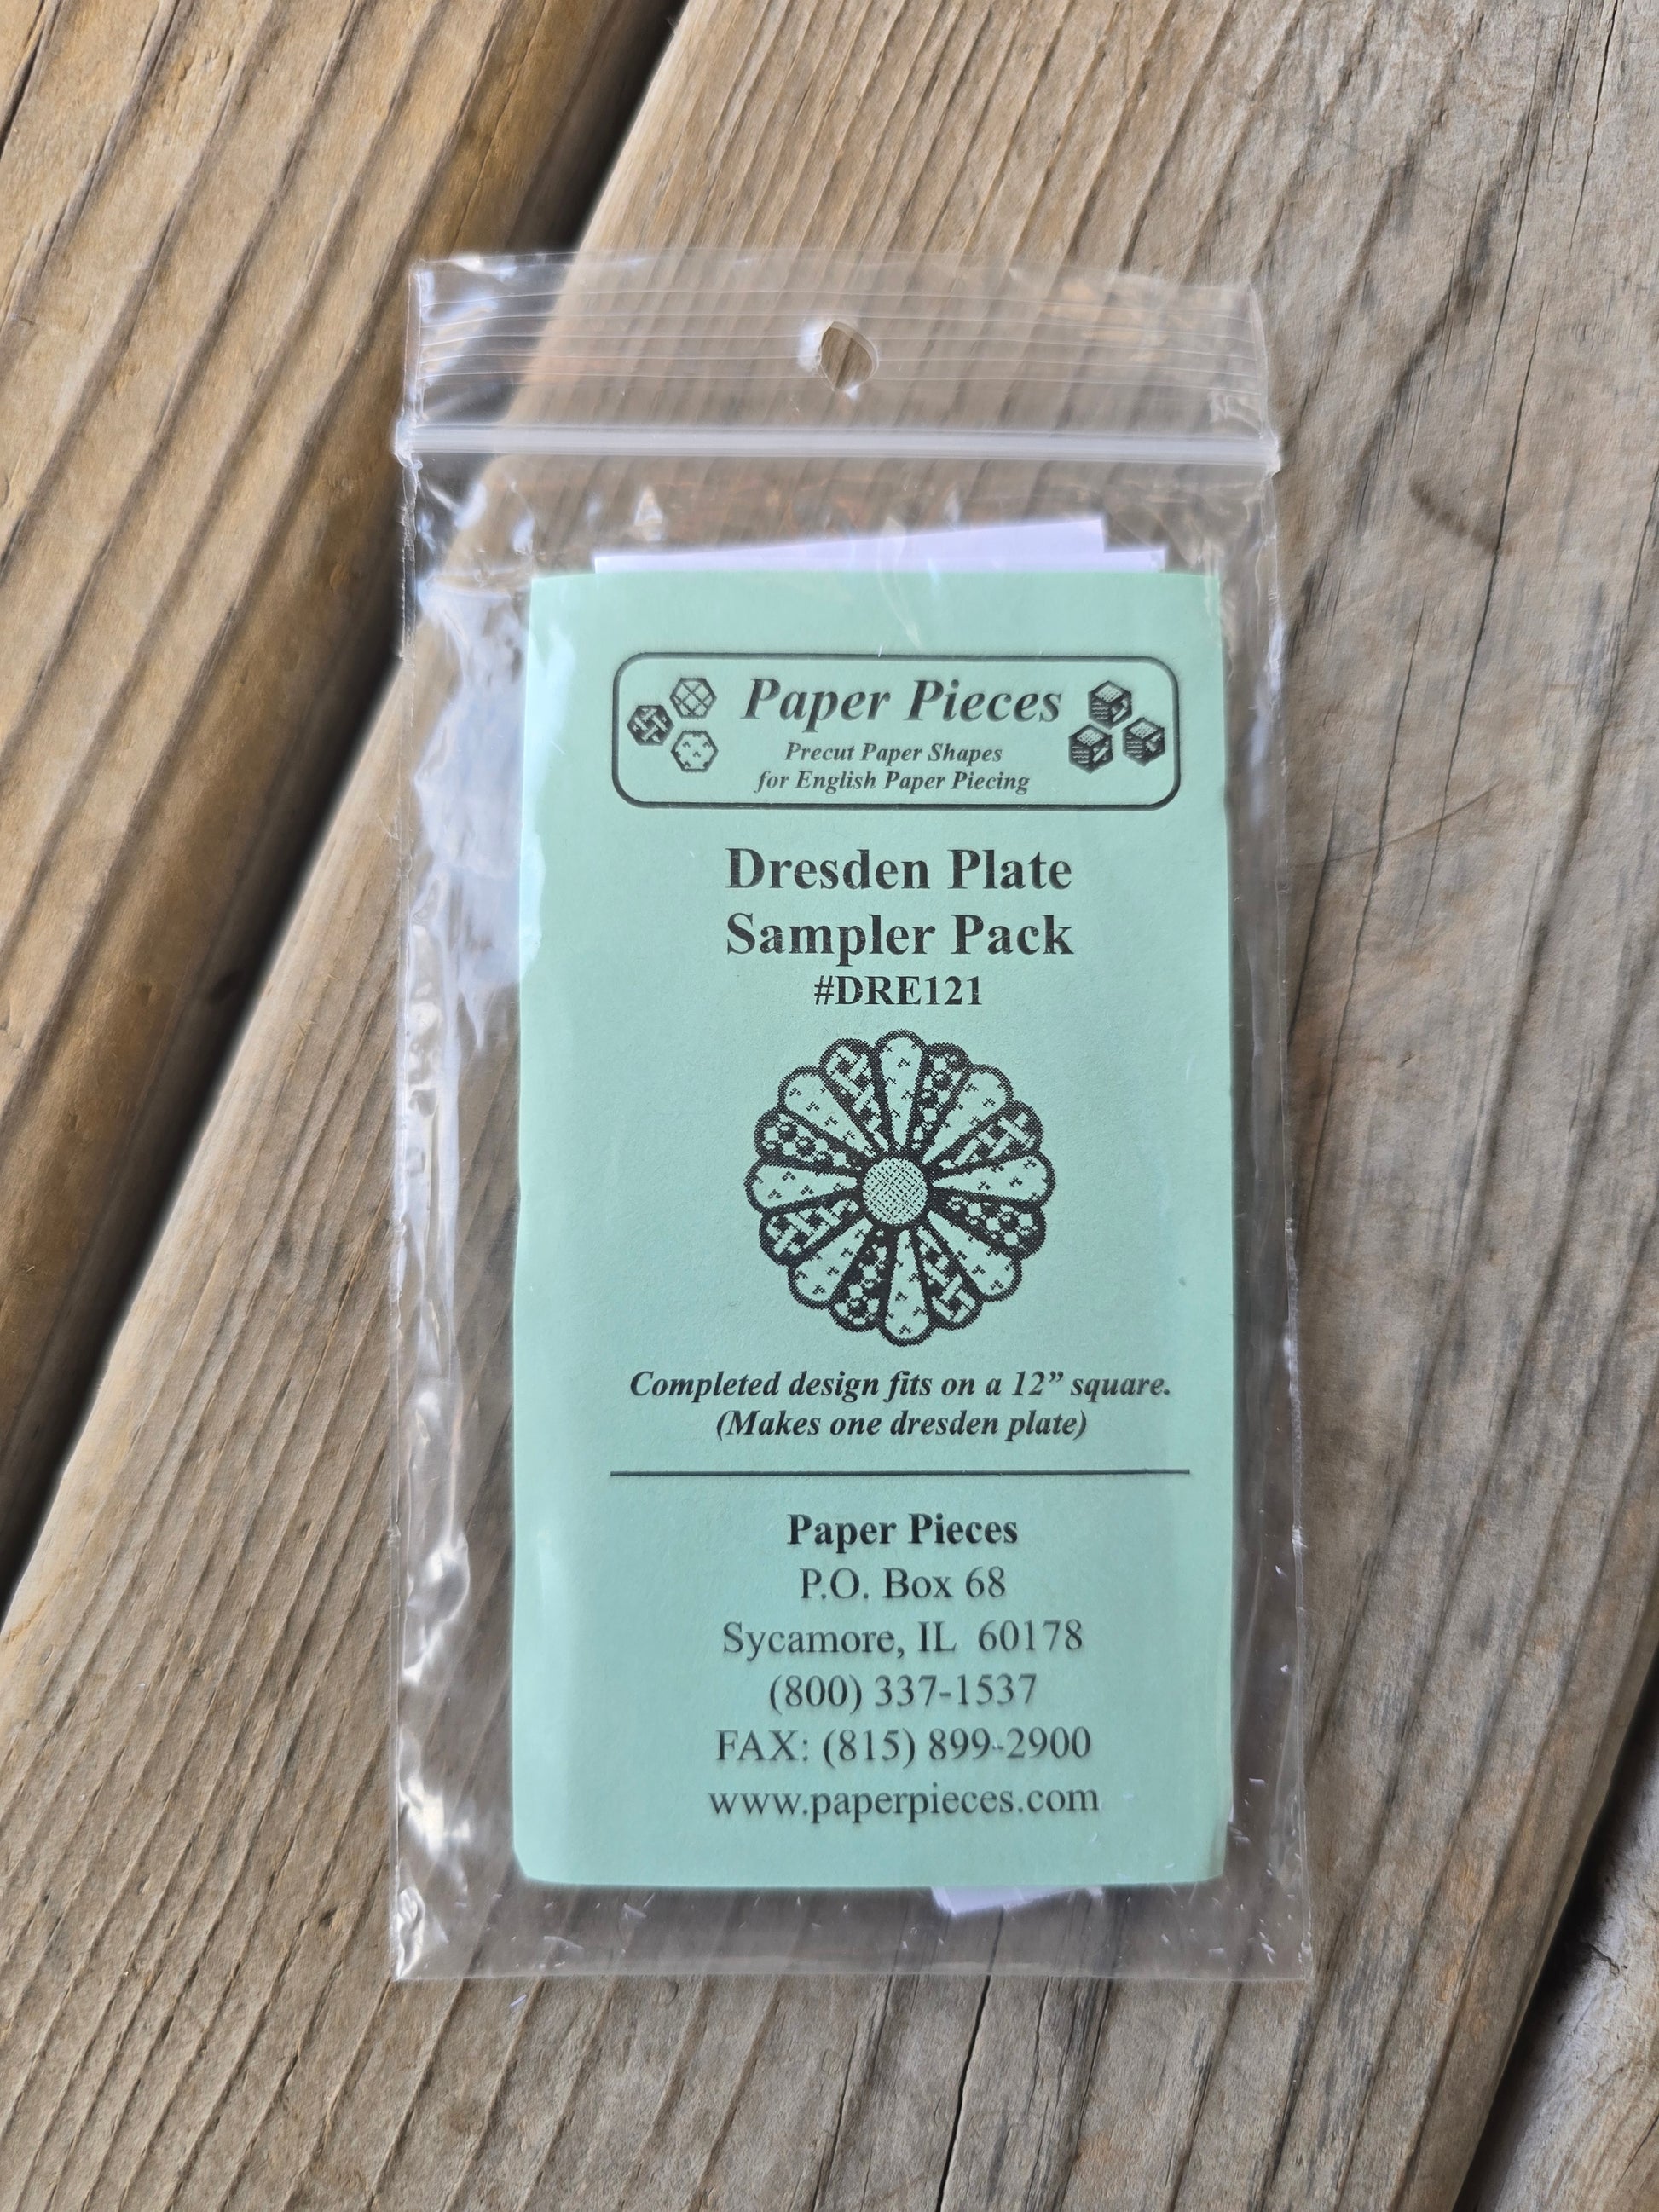 Paper Pieces
Precut Paper Shapes
for English Paper Piecing
Dresden Plate
Sampler Pack
#DRE121
Completed design fits on a 12” square.
(Makes one dresden plate)
Paper Pieces
P.O. Box 68
Sycamore, IL 60178
(800) 337-1537
FAX: (815) 899-2900
www.paperpieces.com